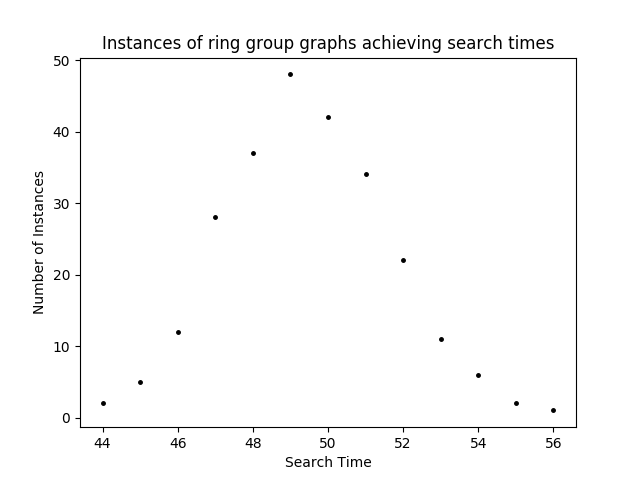 Instances of ring group graphs achieving search times
50
40
30
20
10
0
Number of Instances
44 46 48 50 52 54 56
Search Time